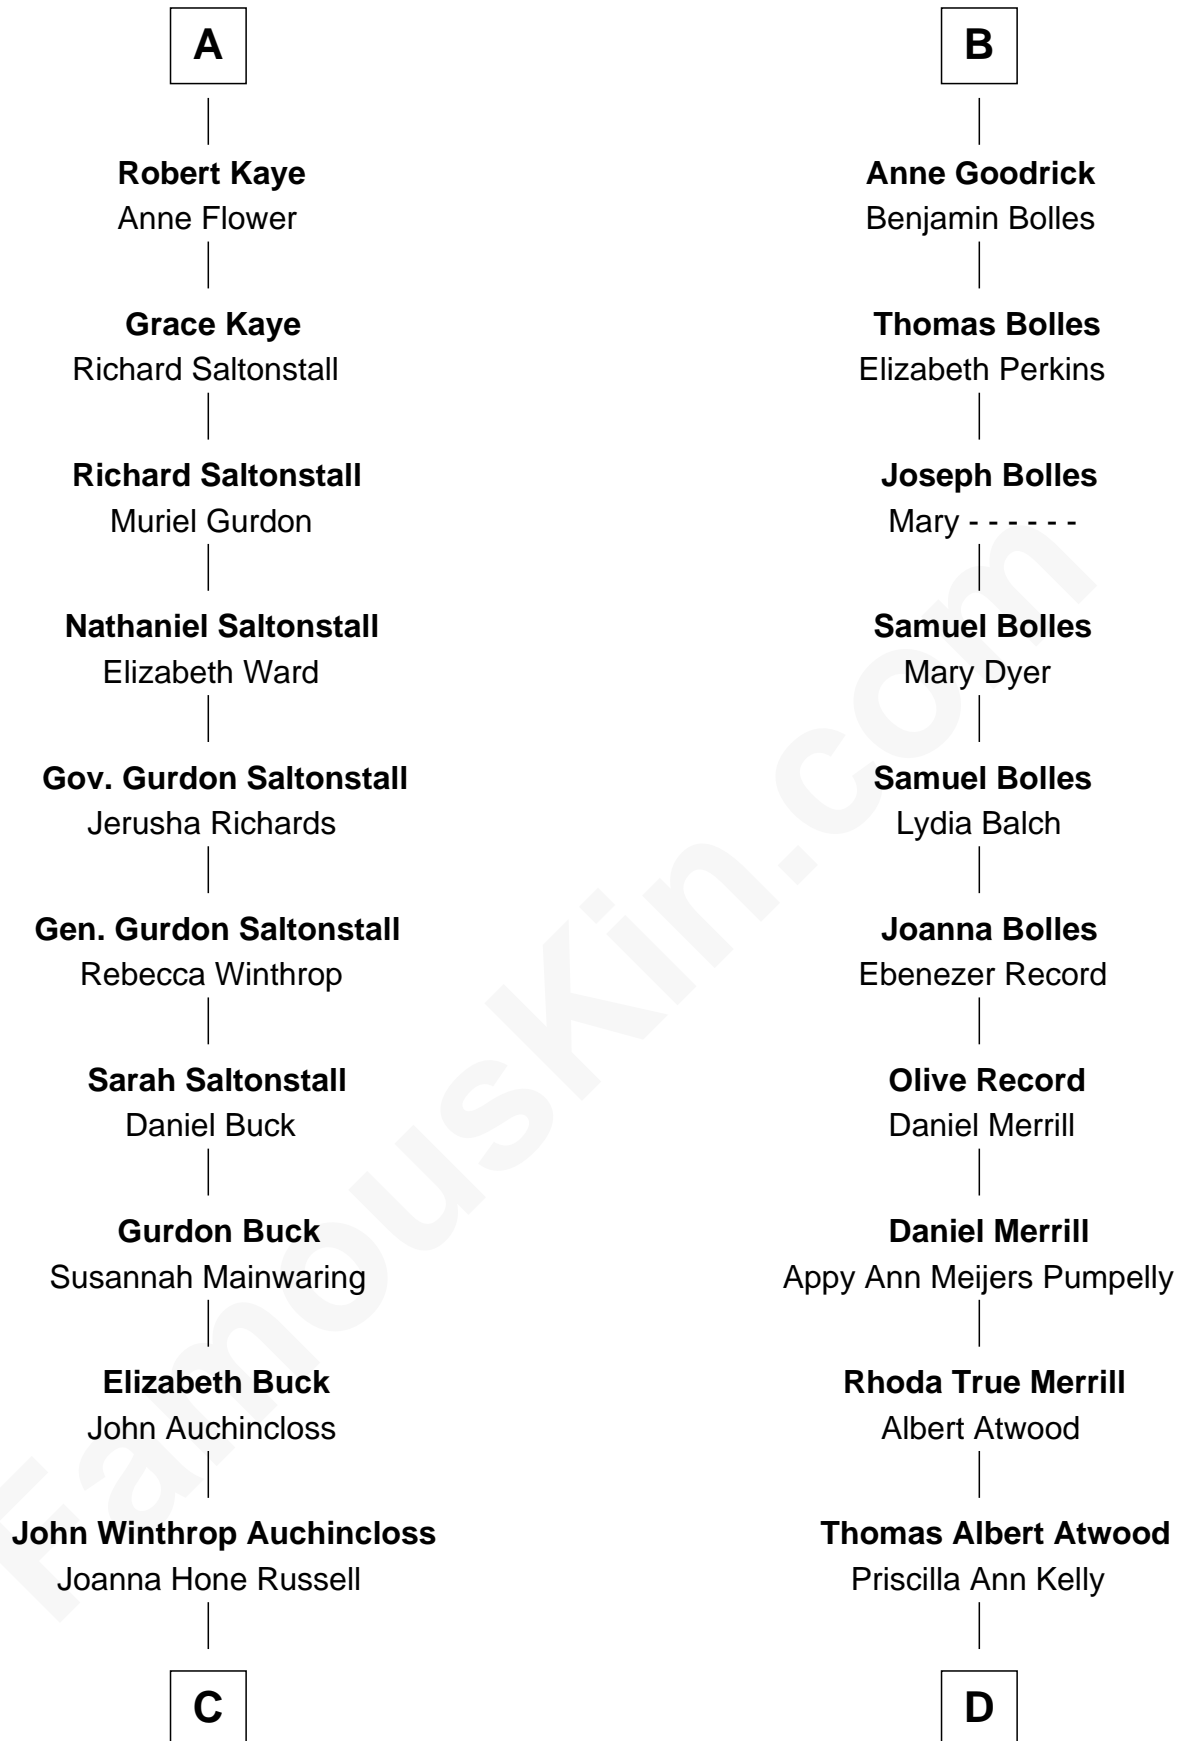 A
Robert Kaye
Anne Flower
Grace Kaye
Richard Saltonstall
Richard Saltonstall
Muriel Gurdon
Nathaniel Saltonstall
Elizabeth Ward
Gov. Gurdon Saltonstall
Jerusha Richards
Gen. Gurdon Saltonstall
Rebecca Winthrop
Sarah Saltonstall
Daniel Buck
Gurdon Buck
Susannah Mainwaring
Elizabeth Buck
John Auchincloss
John Winthrop Auchincloss
Joanna Hone Russell
C
B
Anne Goodrick
Benjamin Bolles
Thomas Bolles
Elizabeth Perkins
Joseph Bolles
Mary - - - - - -
Samuel Bolles
Mary Dyer
Samuel Bolles
Lydia Balch
Joanna Bolles
Ebenezer Record
Olive Record
Daniel Merrill
Daniel Merrill
Appy Ann Meijers Pumpelly
Rhoda True Merrill
Albert Atwood
Thomas Albert Atwood
Priscilla Ann Kelly
D
FamousKin.com